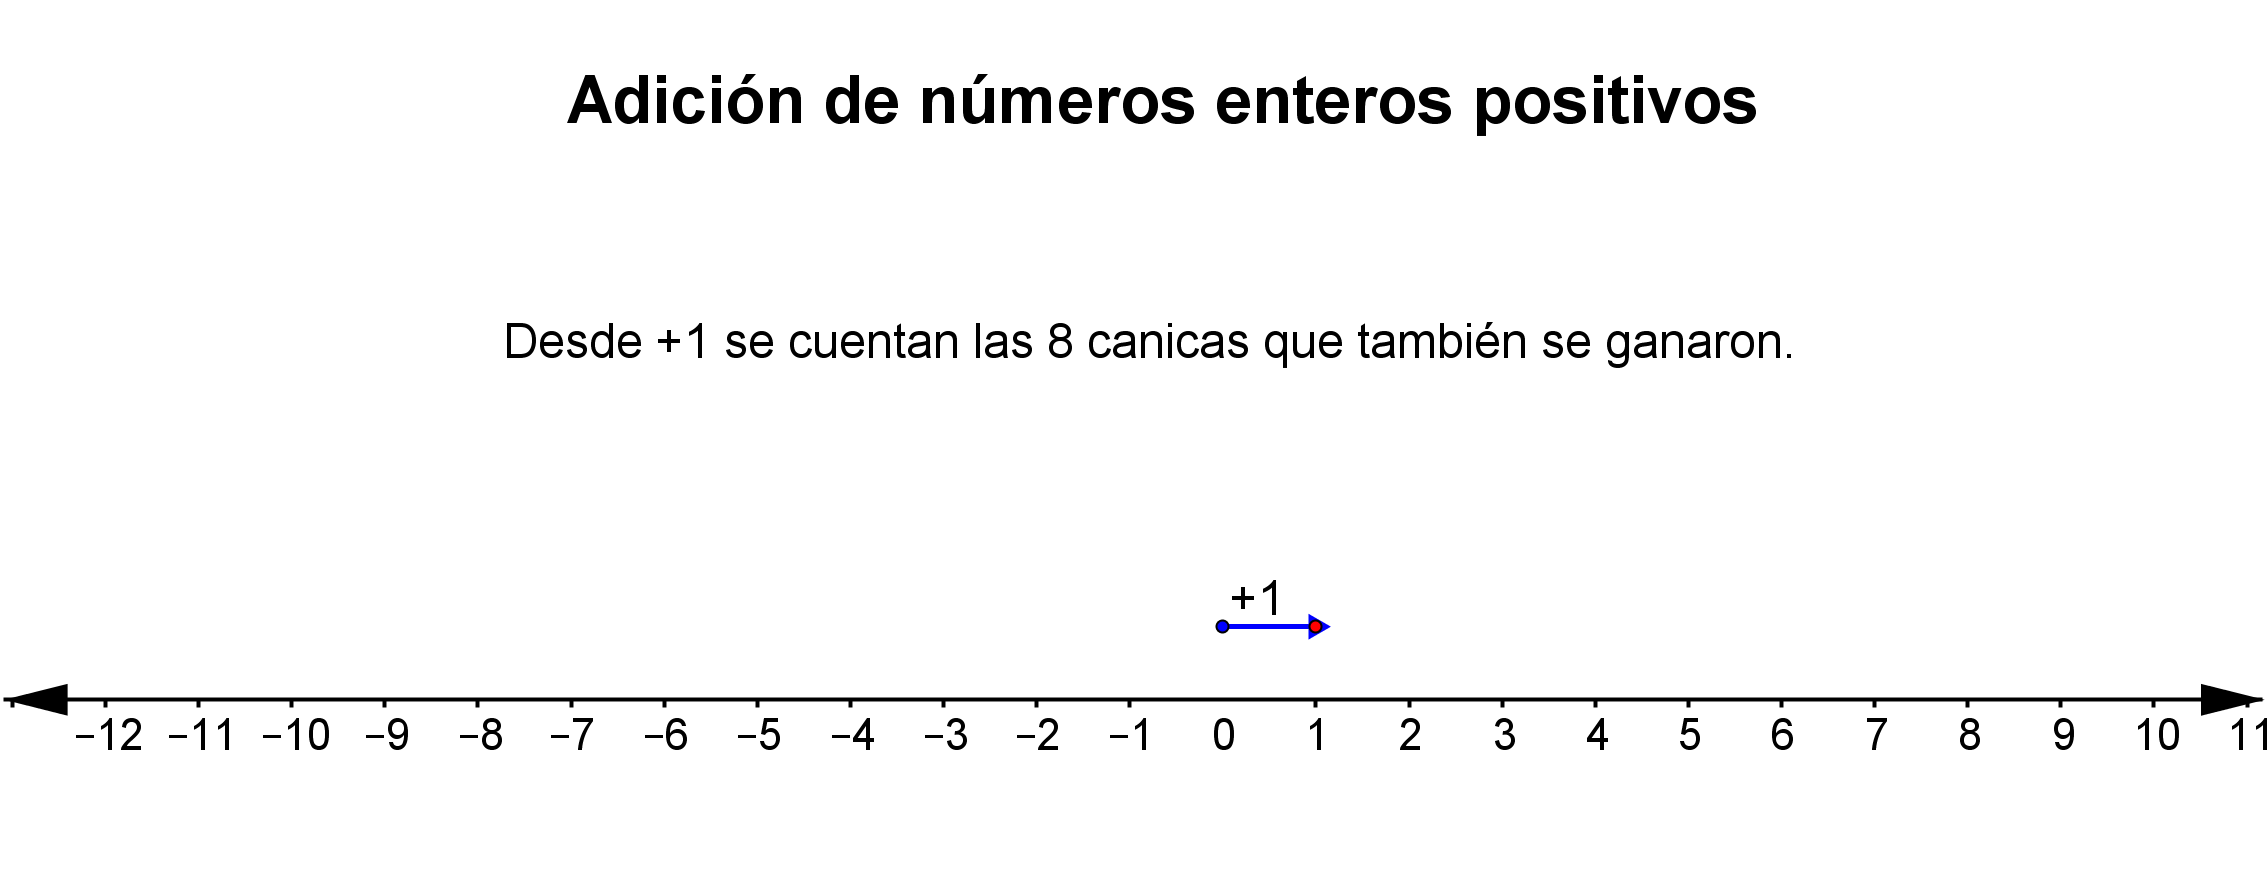 Adición de números enteros positivos
Desde +1 se cuentan las 8 canicas que también se ganaron.
+1
−12 −11 −10 −9 −8 −7 −6 −5 −4 −3 −2 −1 0 1 2 3 4 5 6 7 8 9 10 11